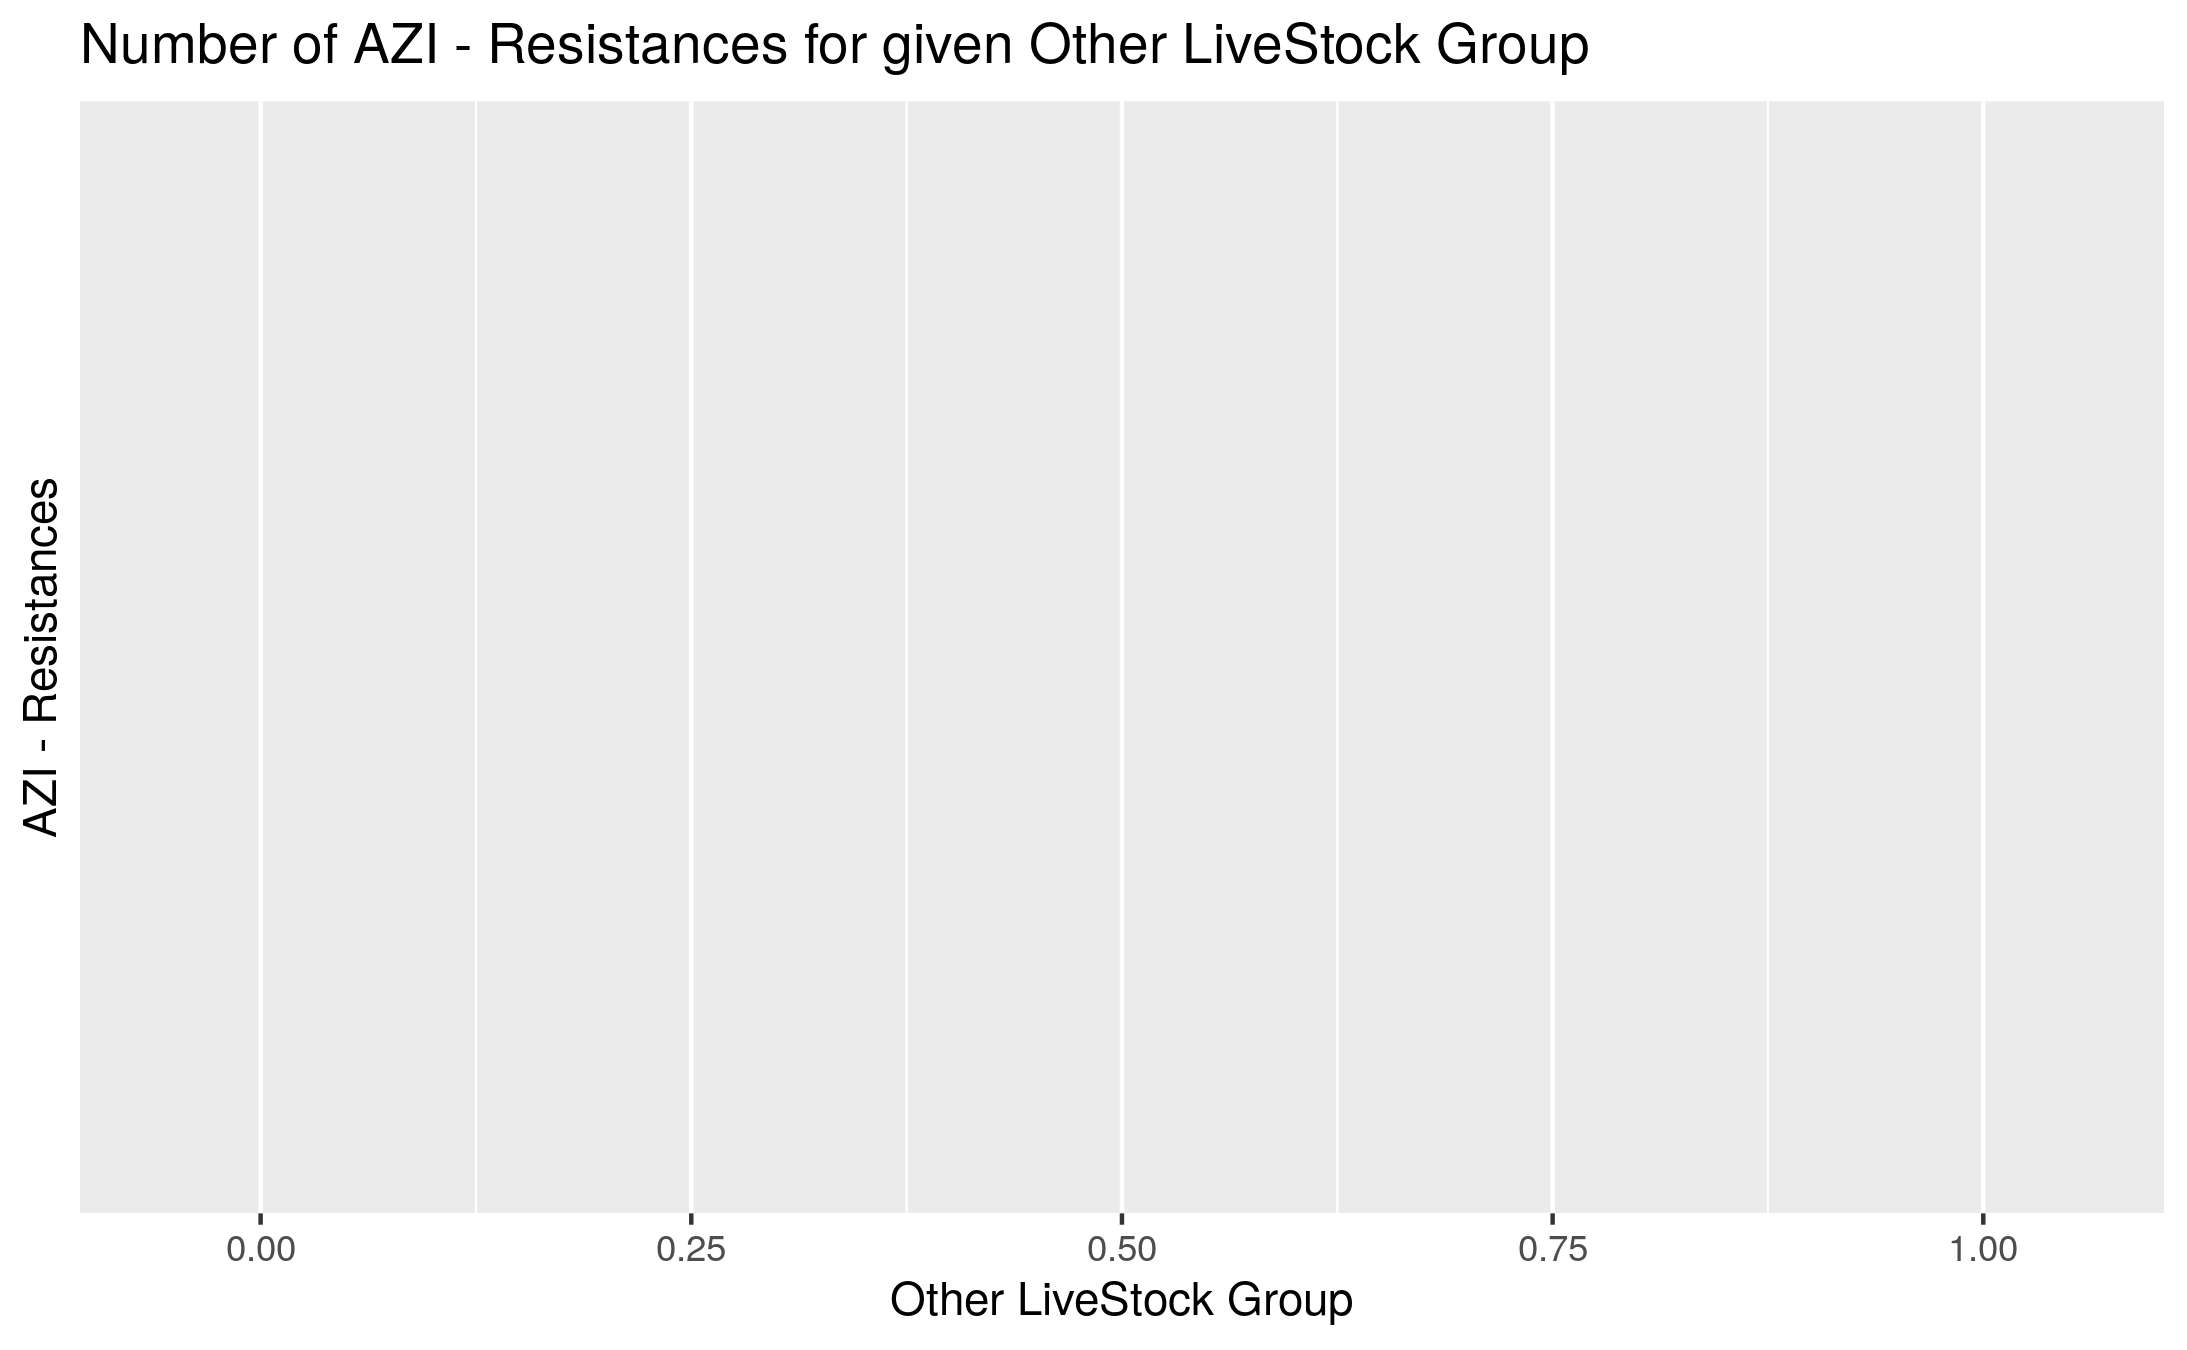 Number of AZI - Resistances for given Other LiveStock Group
AZI - Resistances
0.00 0.25 0.50 0.75 1.00
Other LiveStock Group